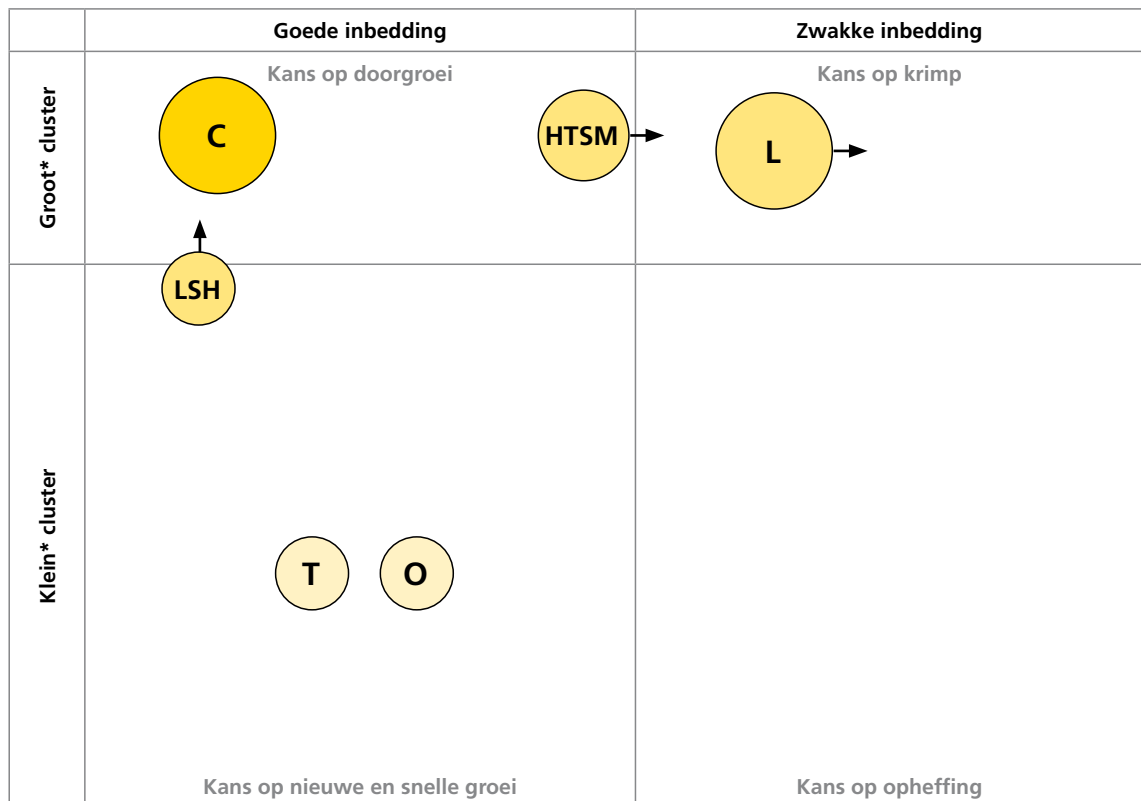 Goede inbedding
Zwakke inbedding
Groot* cluster
Kans op doorgroei
Kans op krimp
C
HTSM
L
LSH
Klein* cluster
T
O
Kans op nieuwe en snelle groei
Kans op opheffing